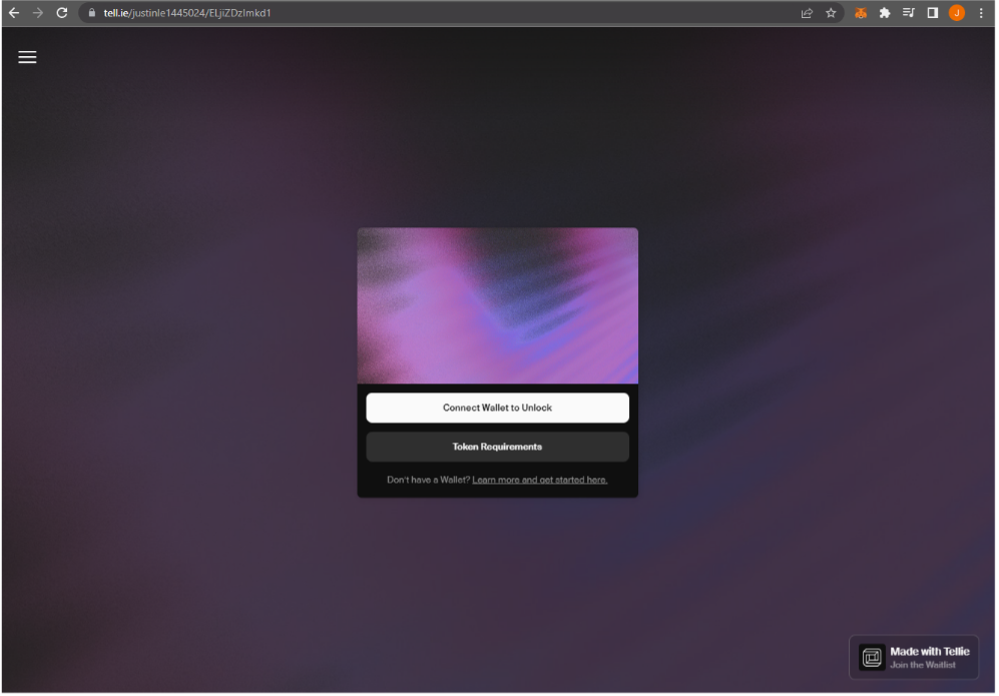 tell.ie/justinle1445024/ELjiZDzlmkd1
J
Connect Wallet to Unlock
Token Requirements
Don't have a Wallet? Learn more and get started here.
Made with Tellie
Join the Waitlist